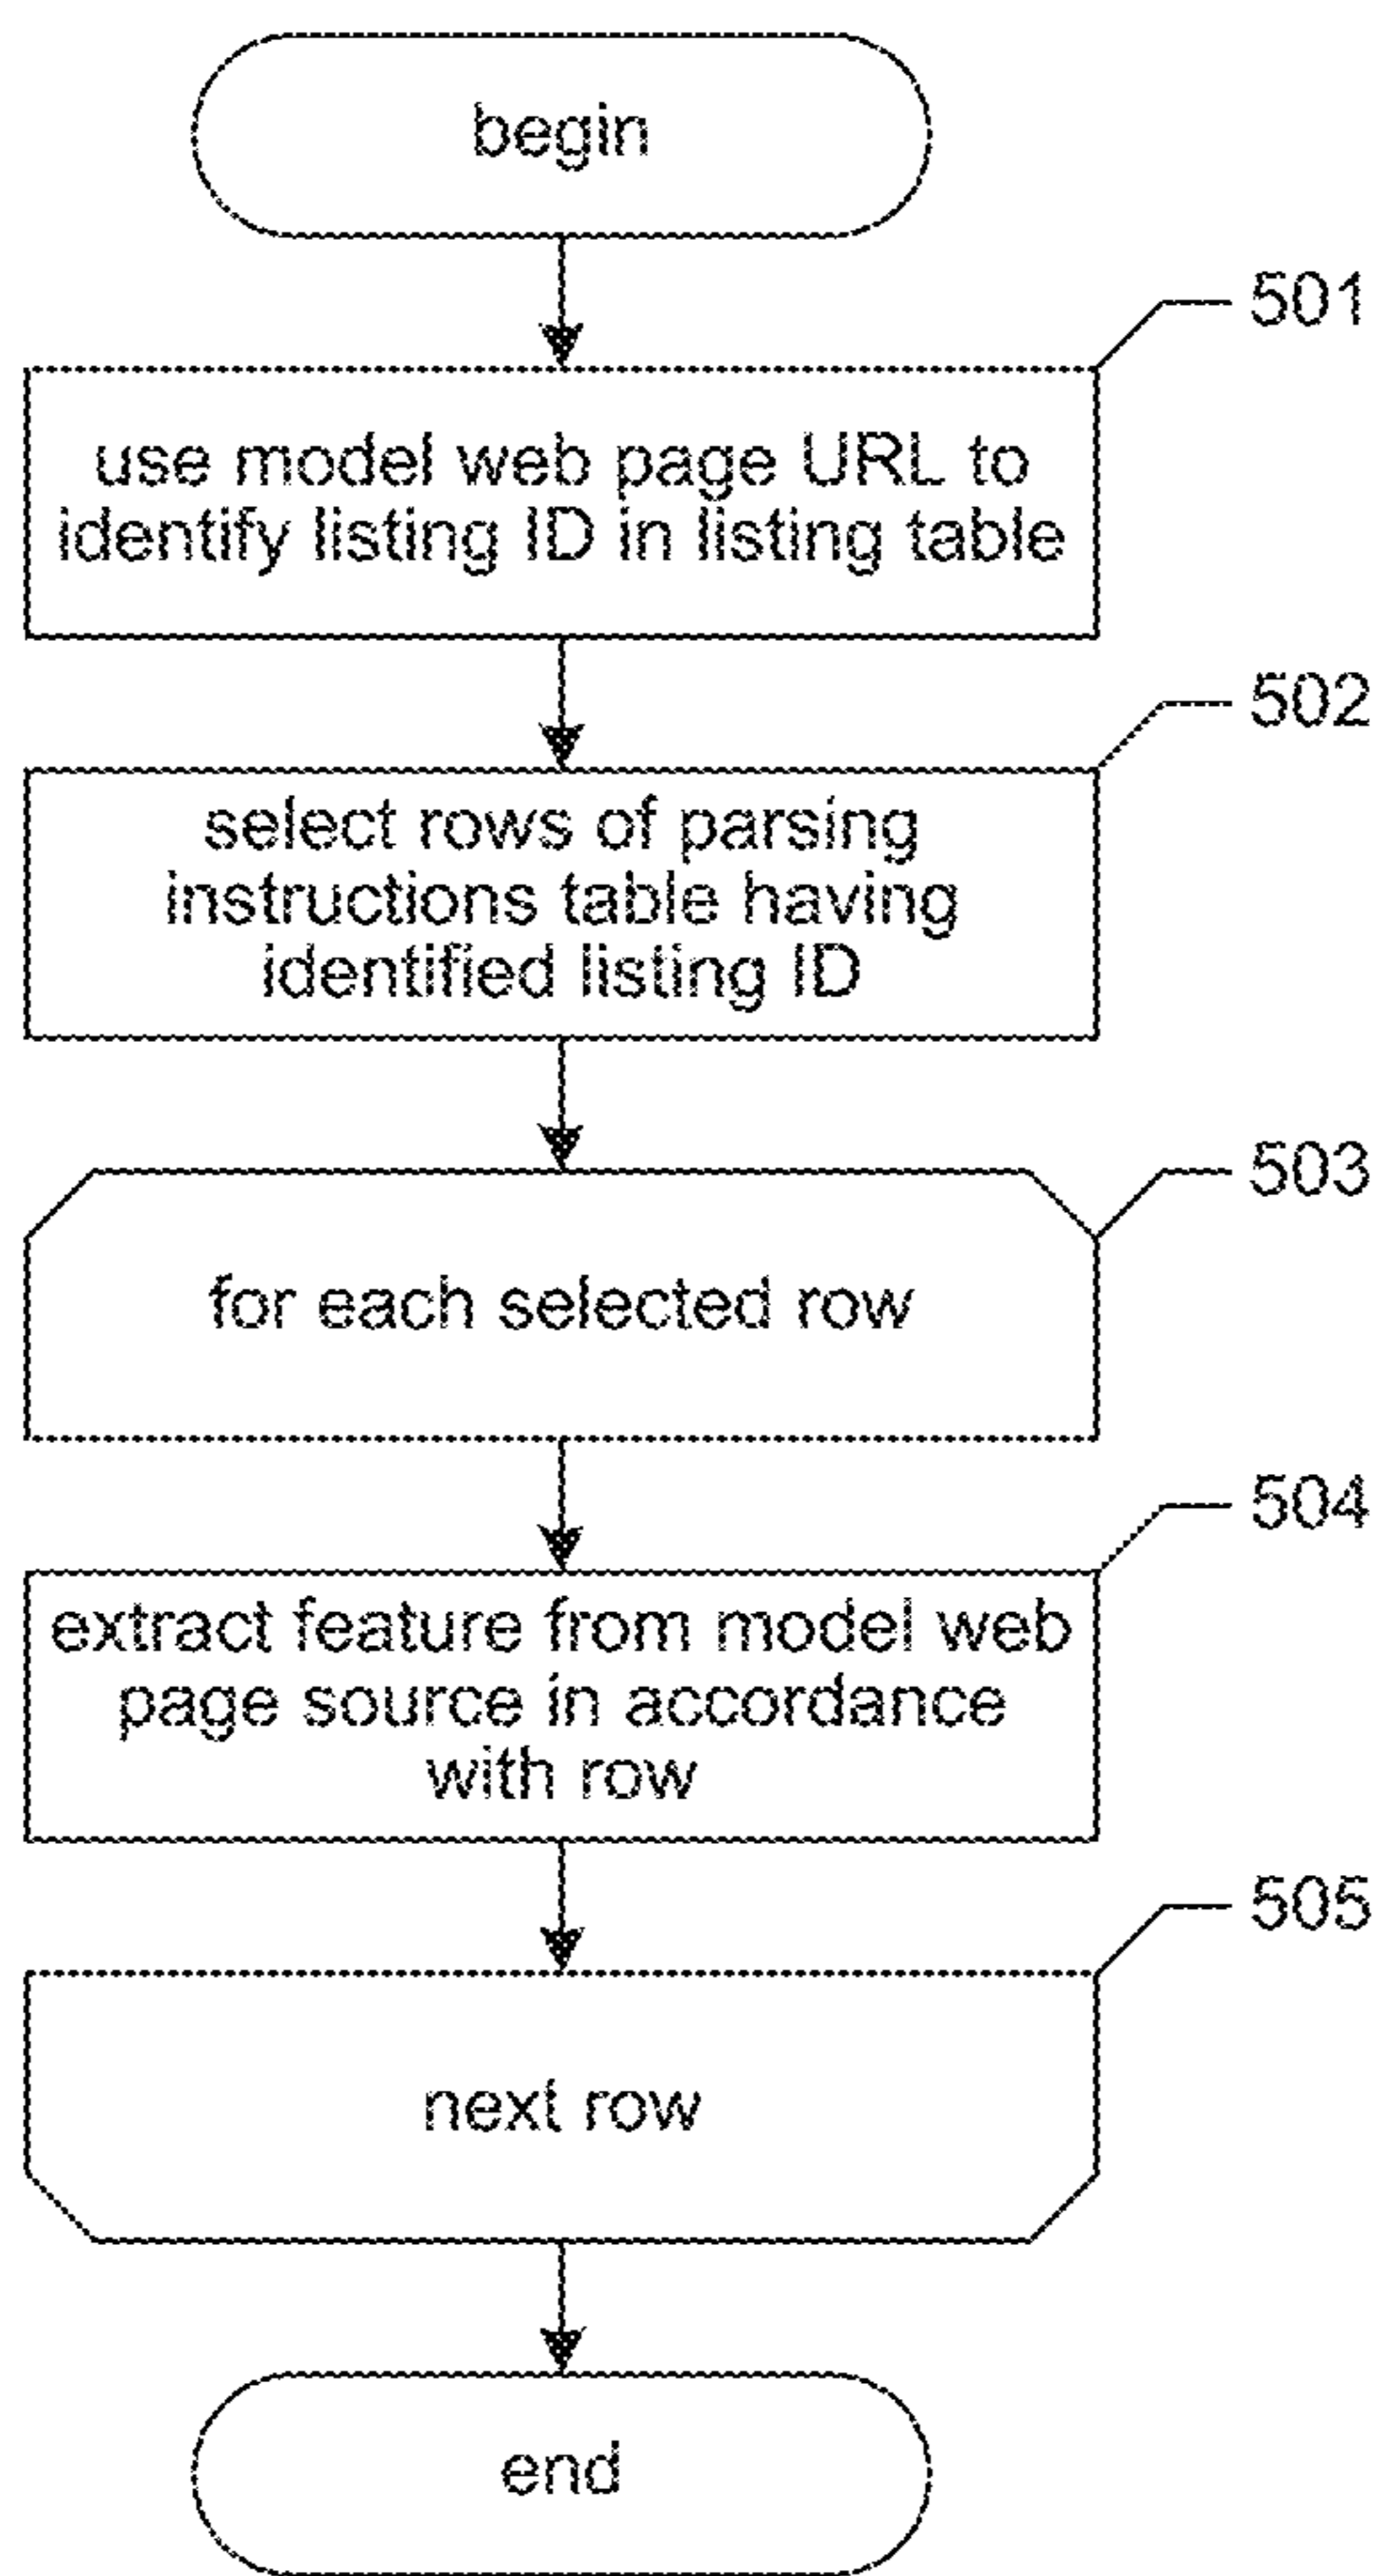 begin
501
use model web page URL to
identify listing ID in listing table
502
select rows of parsing
instructions table having
identified listing ID
503
for each selected row
504
extract feature from model web
page source in accordance
with row
505
next row
end